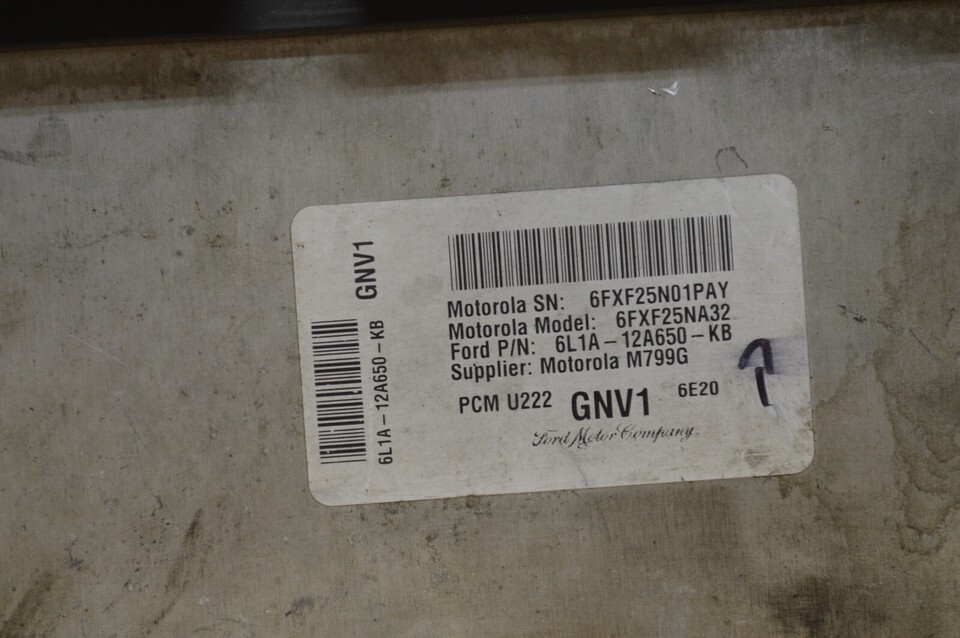 GNV1
6L1A-12A650-KB
Motorola SN: 6FXF25N01PAY
Motorola Model: 6FXF25NA32
Ford P/N: 6L1A-12A650-KB
Supplier: Motorola M799G
PCM U222 GNV1 6E20
Ford Motor Company